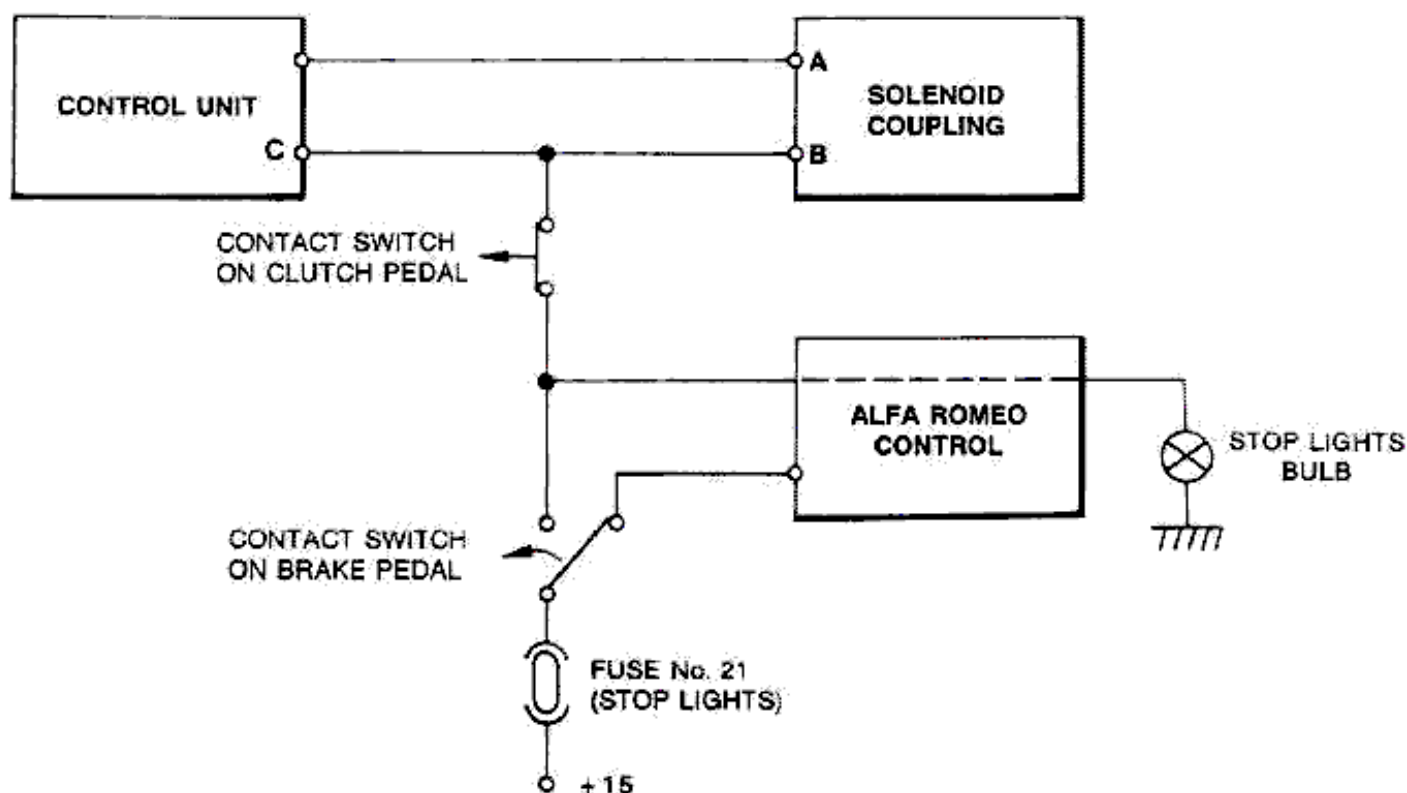 CONTROL UNIT
C
A
B
SOLENOID
COUPLING
CONTACT SWITCH
ON CLUTCH PEDAL
ALFA ROMEO
CONTROL
STOP LIGHTS
BULB
CONTACT SWITCH
ON BRAKE PEDAL
FUSE No. 21
(STOP LIGHTS)
+15